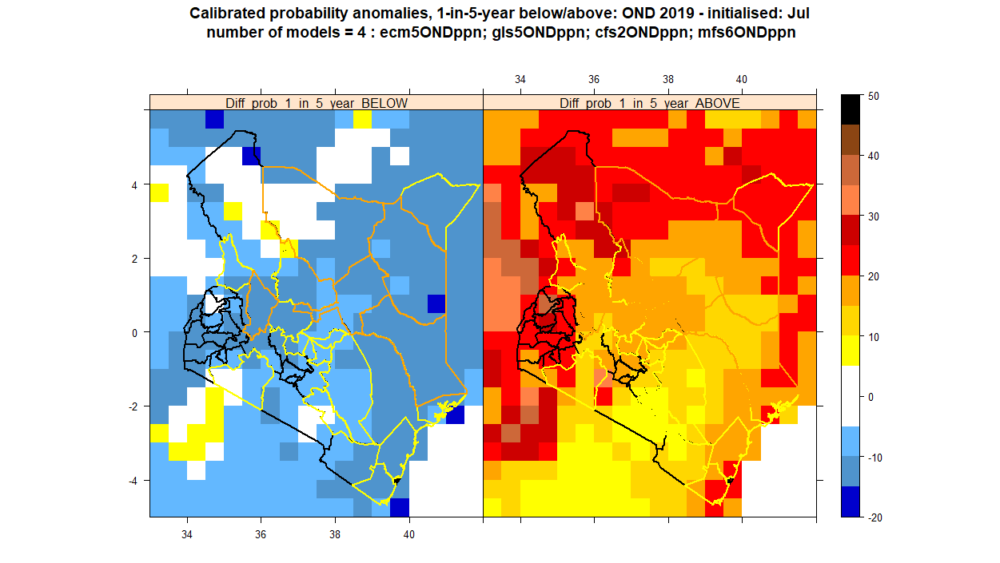 Calibrated probability anomalies, 1-in-5-year below/above: OND 2019 - initialised: Jul
number of models = 4 : ecm5ONDppn; gls5ONDppn; cfs2ONDppn; mfs6ONDppn
34 36 38 40
Diff prob 1 in 5 year BELOW
Diff prob 1 in 5 year ABOVE
4
2
0
-2
-4
34 36 38 40
50
40
30
20
10
0
-10
-20